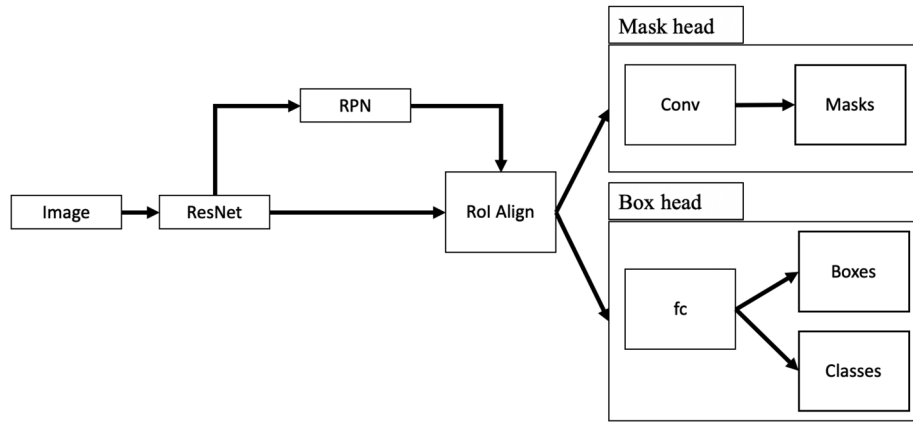 Mask head
Conv
Masks
RPN
Image
ResNet
RoI Align
Box head
fc
Boxes
Classes